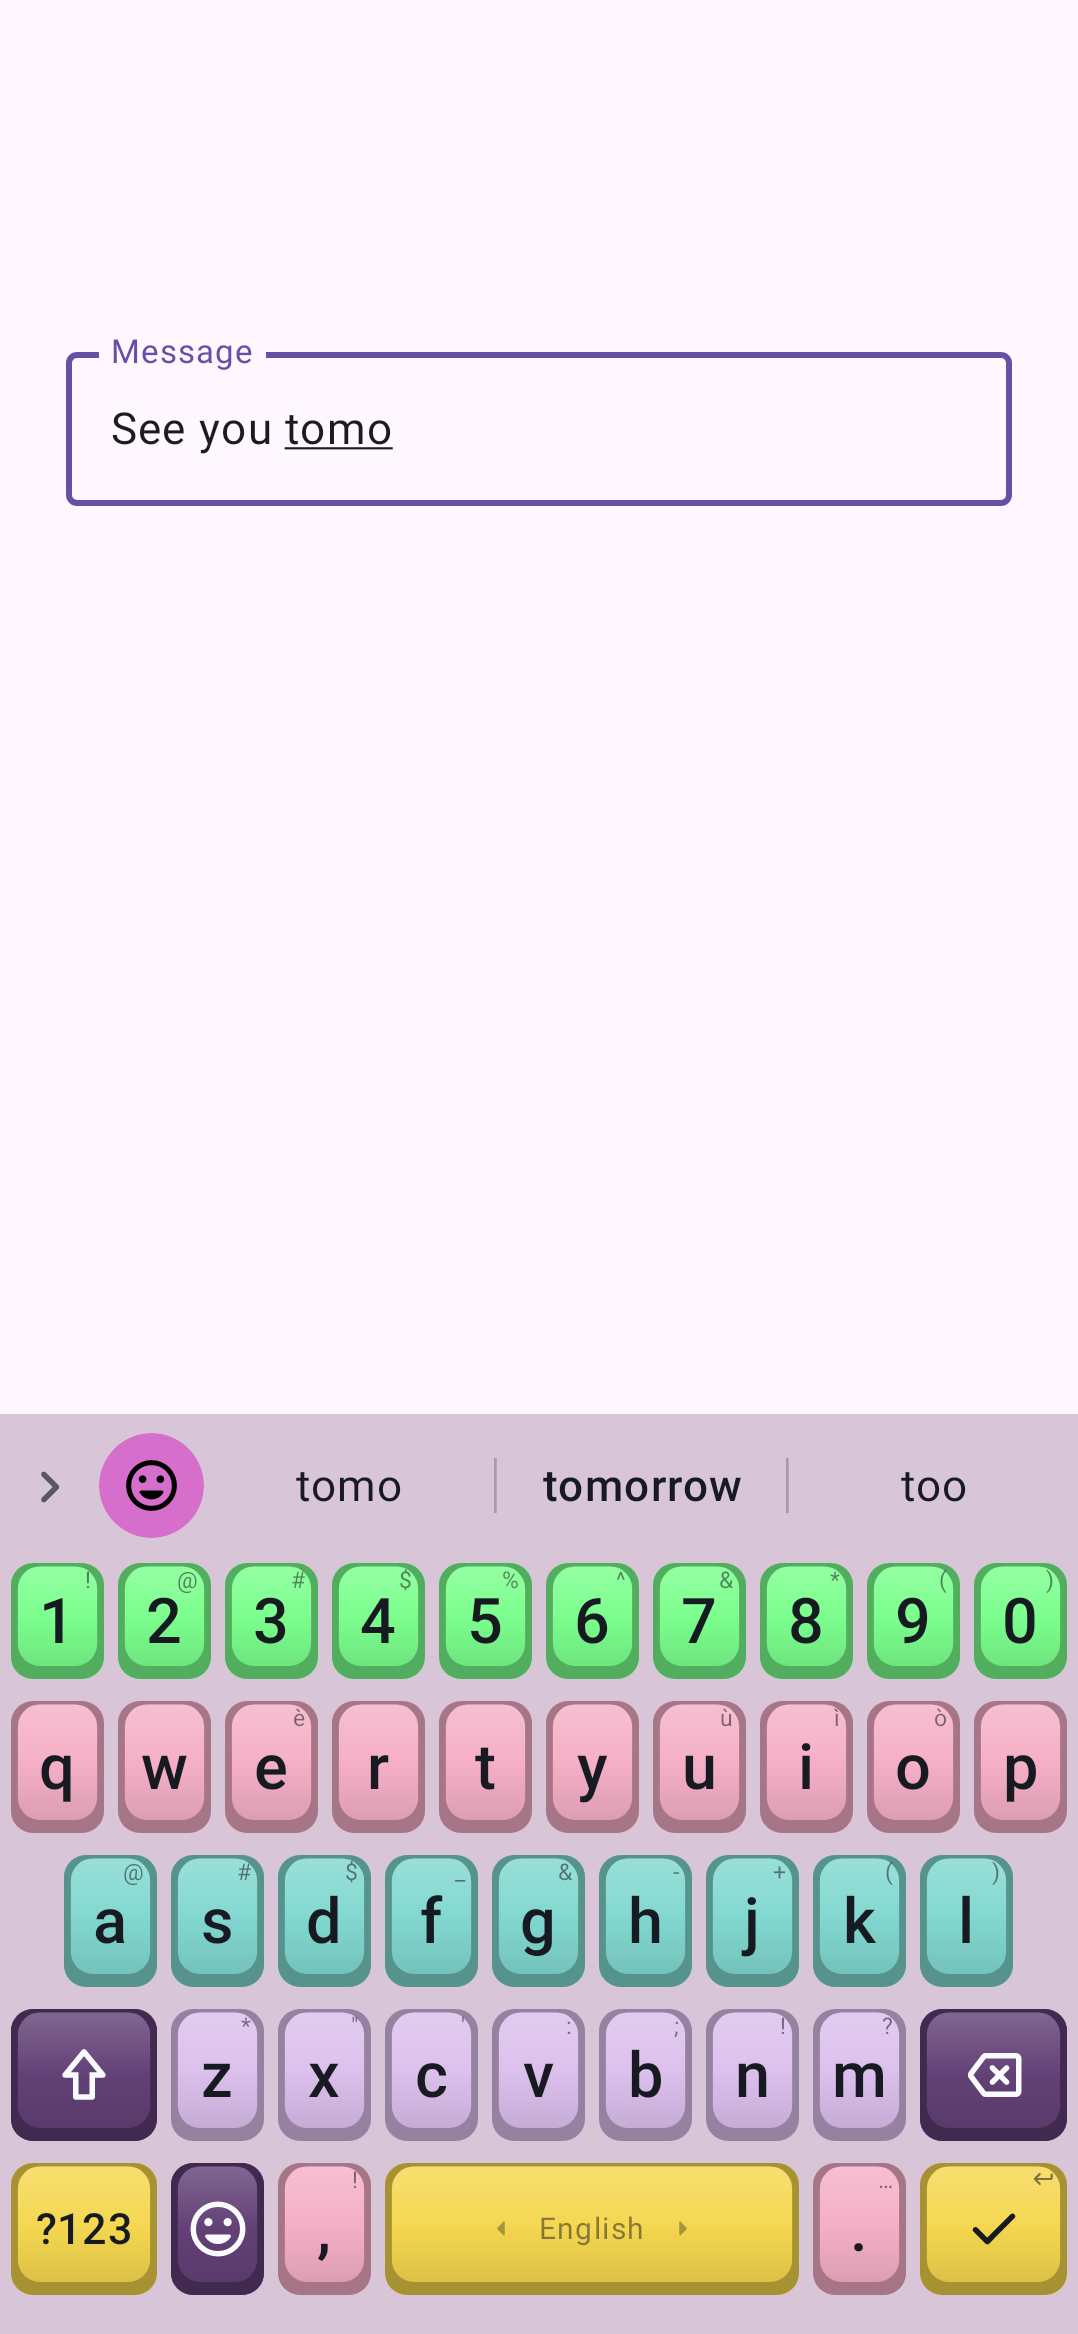 Message
See you tomo
tomo tomorrow too
1 ! 2 @ 3 # 4 $ 5 % 6 ^ 7 & 8 * 9 ( 0 )
q w e è r t y u ù i ì o ò p
a @ s # d $ f _ g & h - j + k ( l )
z * x " c ' v : b ; n ! m ?
?123 , ! English . …